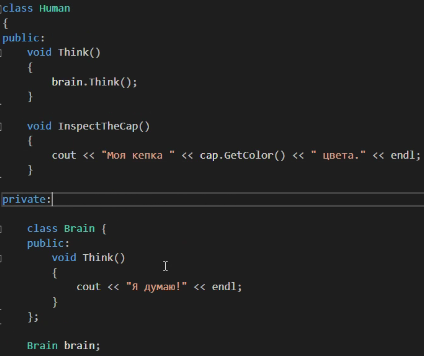 class Human
{
public:
    void Think()
    {
        brain.Think();
    }

    void InspectTheCap()
    {
        cout << "Моя кепка " << cap.GetColor() << " цвета." << endl;
    }

private:

    class Brain {
    public:
        void Think()
        {
            cout << "Я думаю!" << endl;
        }
    };

    Brain brain;